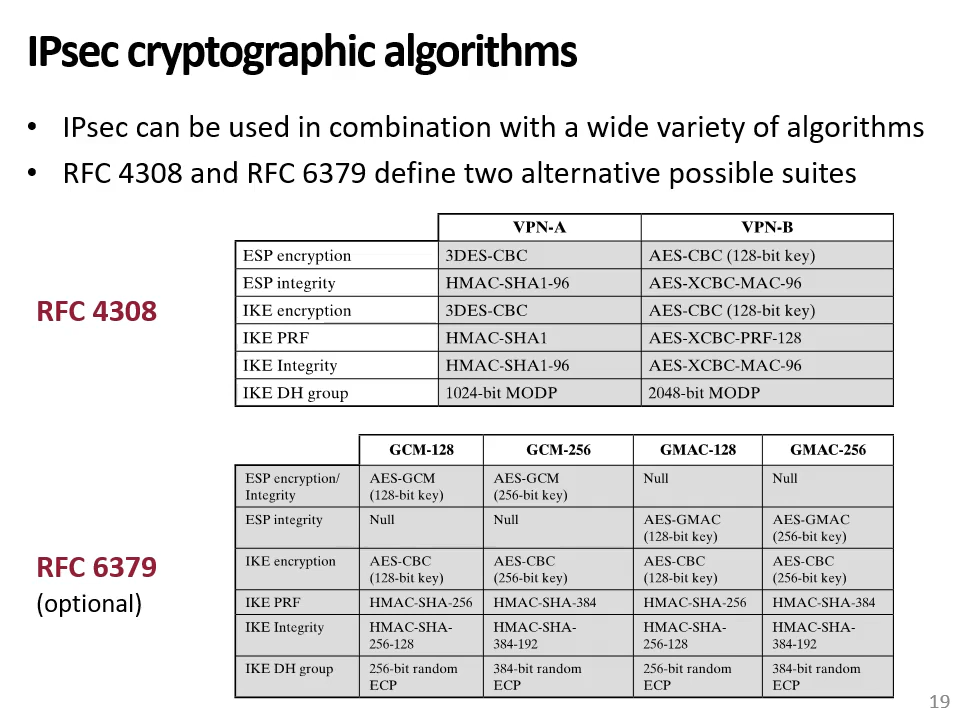 IPsec cryptographic algorithms
• IPsec can be used in combination with a wide variety of algorithms
• RFC 4308 and RFC 6379 define two alternative possible suites
RFC 4308
VPN-A VPN-B
ESP encryption 3DES-CBC AES-CBC (128-bit key)
ESP integrity HMAC-SHA1-96 AES-XCBC-MAC-96
IKE encryption 3DES-CBC AES-CBC (128-bit key)
IKE PRF HMAC-SHA1 AES-XCBC-PRF-128
IKE Integrity HMAC-SHA1-96 AES-XCBC-MAC-96
IKE DH group 1024-bit MODP 2048-bit MODP
RFC 6379
(optional)
GCM-128 GCM-256 GMAC-128 GMAC-256
ESP encryption/ AES-GCM AES-GCM Null Null
Integrity (128-bit key) (256-bit key)
ESP integrity Null Null AES-GMAC AES-GMAC
(128-bit key) (256-bit key)
IKE encryption AES-CBC AES-CBC AES-CBC AES-CBC
(128-bit key) (256-bit key) (128-bit key) (256-bit key)
IKE PRF HMAC-SHA-256 HMAC-SHA-384 HMAC-SHA-256 HMAC-SHA-384
IKE Integrity HMAC-SHA- HMAC-SHA- HMAC-SHA- HMAC-SHA-
256-128 384-192 256-128 384-192
IKE DH group 256-bit random 384-bit random 256-bit random 384-bit random
ECP ECP ECP ECP
19